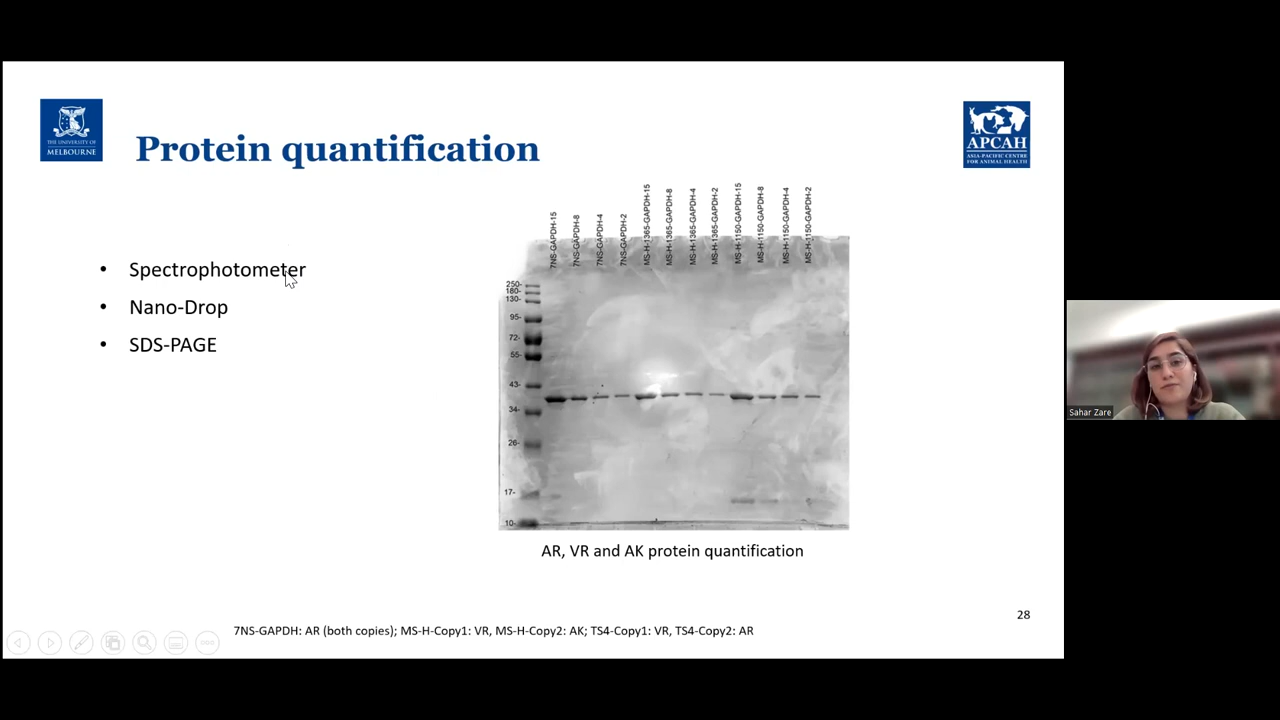 THE UNIVERSITY OF
MELBOURNE
Protein quantification
APCAH
ASIA-PACIFIC CENTRE
FOR ANIMAL HEALTH
• Spectrophotometer
• Nano-Drop
• SDS-PAGE
7NS-GAPDH-15
7NS-GAPDH-8
7NS-GAPDH-4
7NS-GAPDH-2
MS-H-1365-GAPDH-15
MS-H-1365-GAPDH-8
MS-H-1365-GAPDH-4
MS-H-1365-GAPDH-2
MS-H-1150-GAPDH-15
MS-H-1150-GAPDH-8
MS-H-1150-GAPDH-4
MS-H-1150-GAPDH-2
250-
180-
130-
95-
72-
55-
43-
34-
26-
17-
10-
AR, VR and AK protein quantification
28
7NS-GAPDH: AR (both copies); MS-H-Copy1: VR, MS-H-Copy2: AK; TS4-Copy1: VR, TS4-Copy2: AR
Sahar Zare